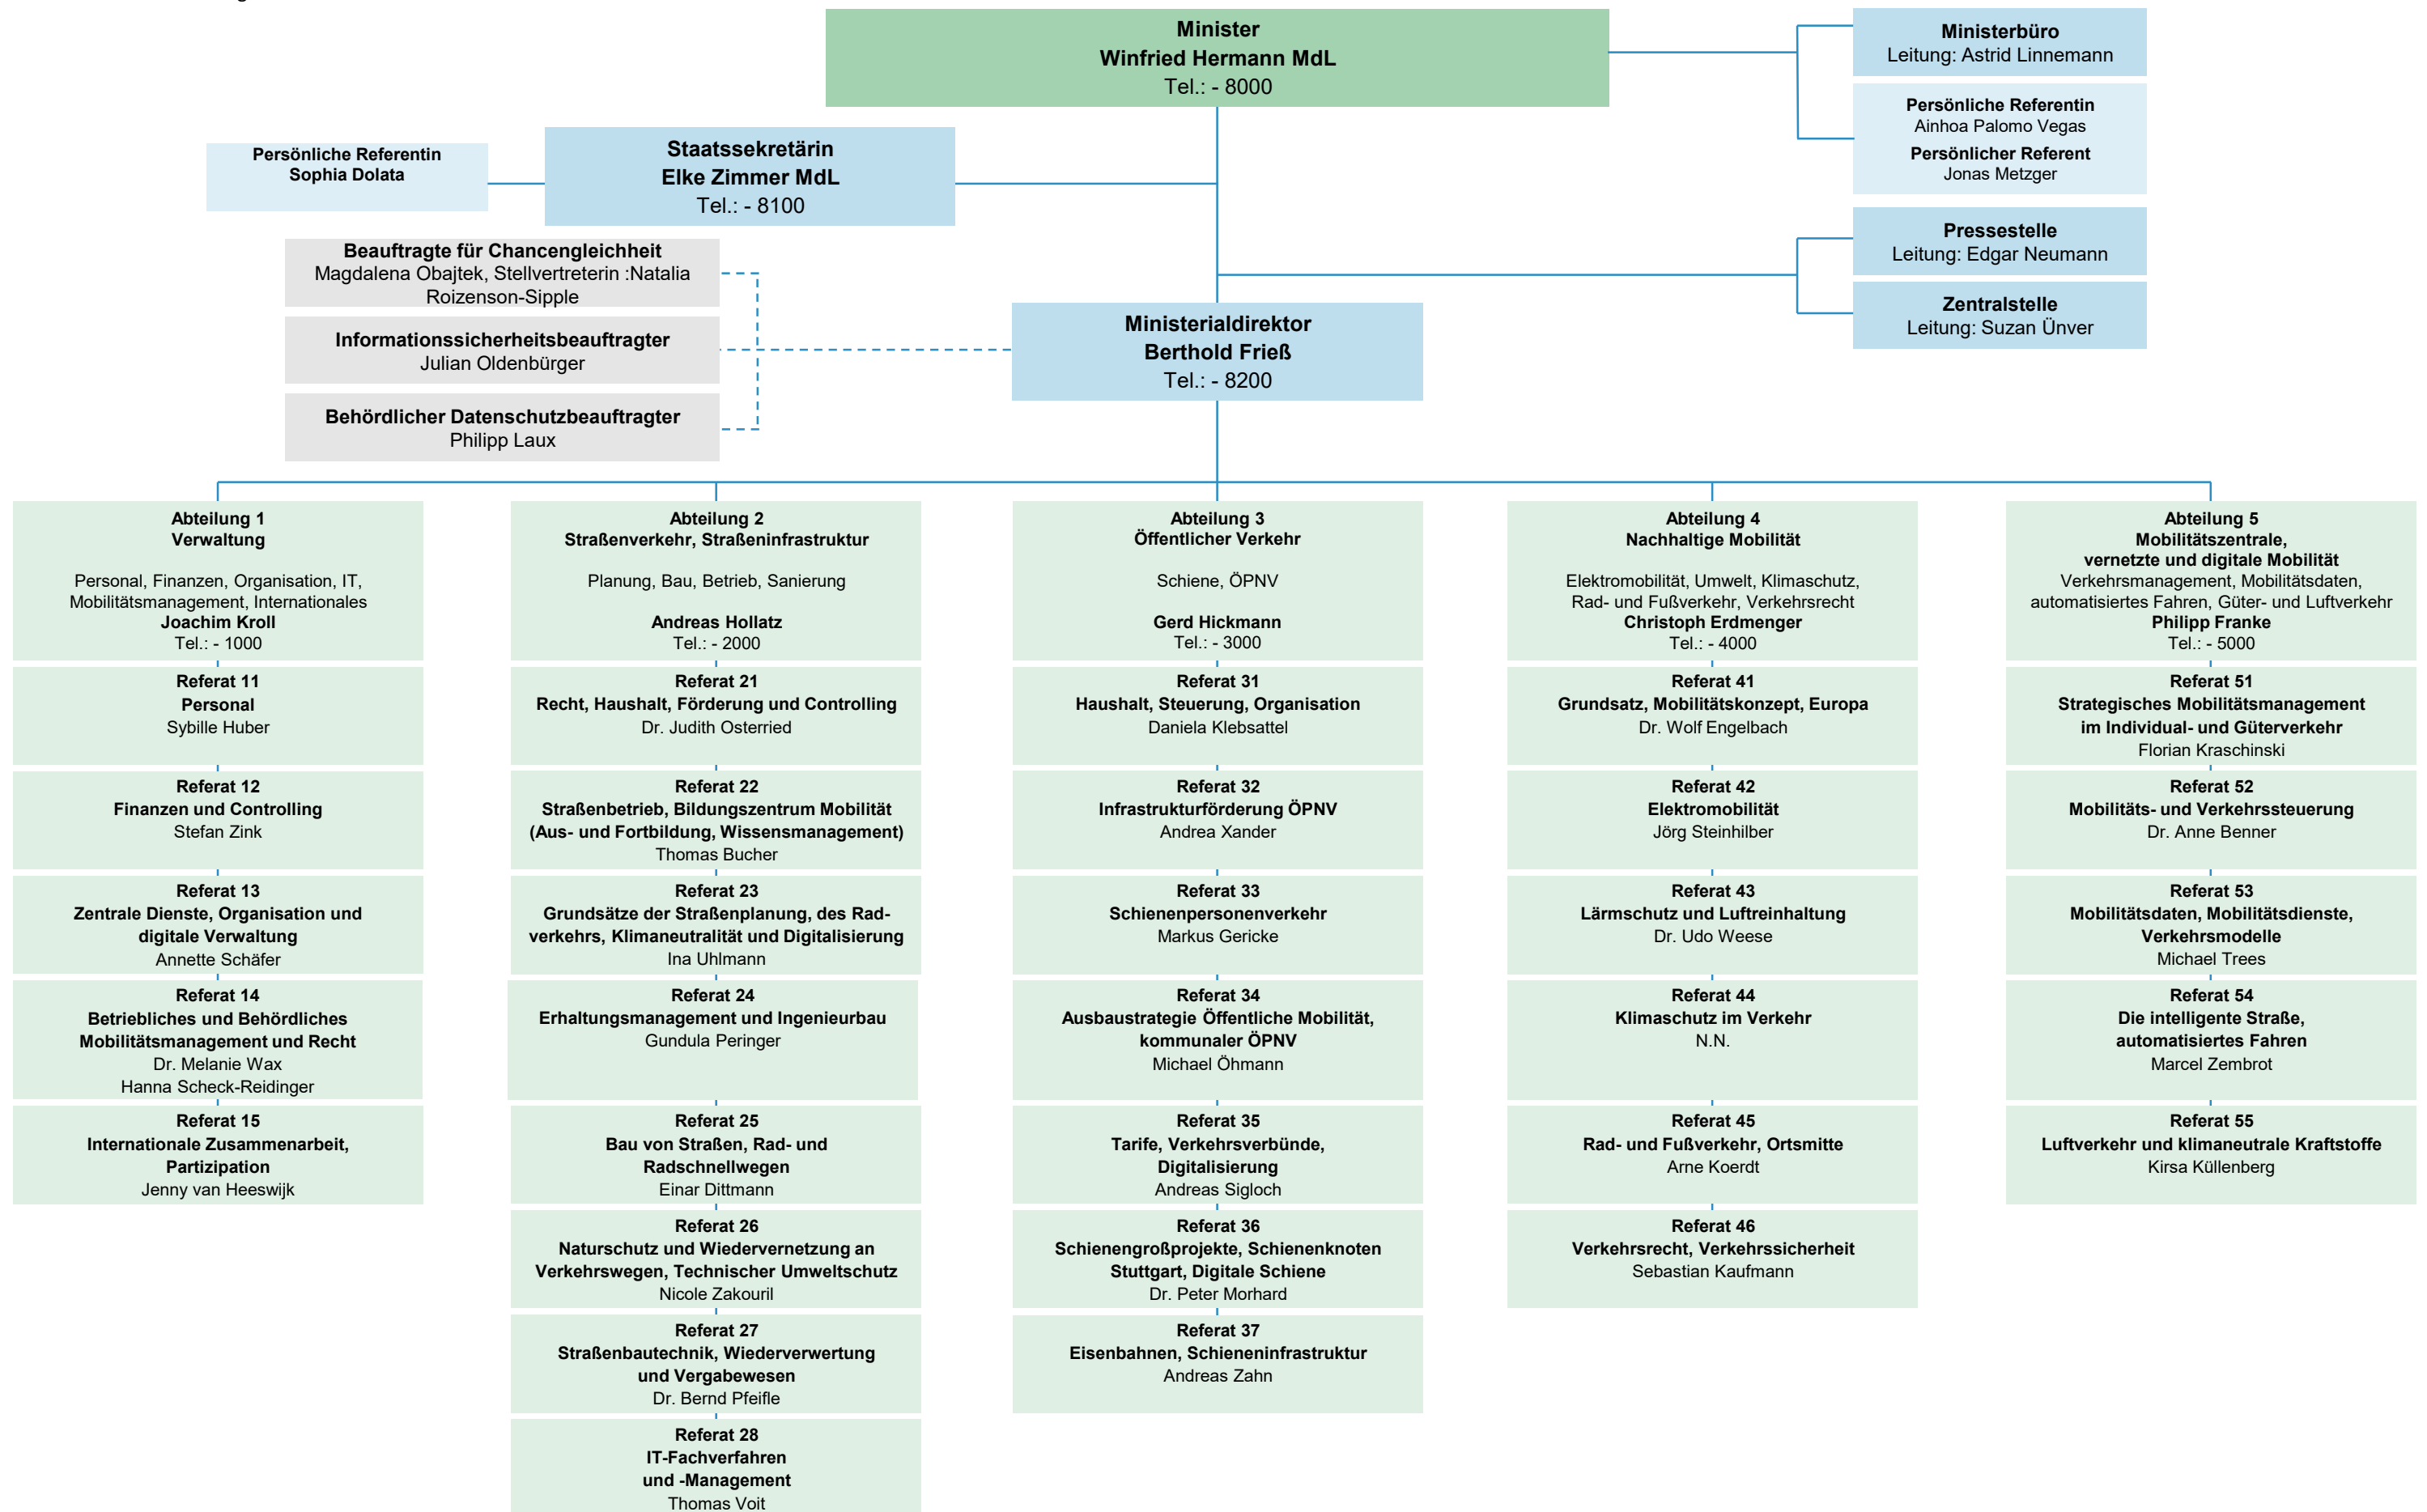 Minister
Winfried Hermann MdL
Tel.: - 8000
Ministerbüro
Leitung: Astrid Linnemann
Persönliche Referentin
Ainhoa Palomo Vegas
Persönlicher Referent
Jonas Metzger
Persönliche Referentin
Sophia Dolata
Staatssekretärin
Elke Zimmer MdL
Tel.: - 8100
Pressestelle
Leitung: Edgar Neumann
Zentralstelle
Leitung: Suzan Ünver
Beauftragte für Chancengleichheit
Magdalena Obajtek, Stellvertreterin :Natalia
Roizenson-Sipple
Informationssicherheitsbeauftragter
Julian Oldenbürger
Behördlicher Datenschutzbeauftragter
Philipp Laux
Ministerialdirektor
Berthold Frieß
Tel.: - 8200
Abteilung 1
Verwaltung
Personal, Finanzen, Organisation, IT,
Mobilitätsmanagement, Internationales
Joachim Kroll
Tel.: - 1000
Referat 11
Personal
Sybille Huber
Referat 12
Finanzen und Controlling
Stefan Zink
Referat 13
Zentrale Dienste, Organisation und
digitale Verwaltung
Annette Schäfer
Referat 14
Betriebliches und Behördliches
Mobilitätsmanagement und Recht
Dr. Melanie Wax
Hanna Scheck-Reidinger
Referat 15
Internationale Zusammenarbeit,
Partizipation
Jenny van Heeswijk
Abteilung 2
Straßenverkehr, Straßeninfrastruktur
Planung, Bau, Betrieb, Sanierung
Andreas Hollatz
Tel.: - 2000
Referat 21
Recht, Haushalt, Förderung und Controlling
Dr. Judith Osterried
Referat 22
Straßenbetrieb, Bildungszentrum Mobilität
(Aus- und Fortbildung, Wissensmanagement)
Thomas Bucher
Referat 23
Grundsätze der Straßenplanung, des Rad-
verkehrs, Klimaneutralität und Digitalisierung
Ina Uhlmann
Referat 24
Erhaltungsmanagement und Ingenieurbau
Gundula Peringer
Referat 25
Bau von Straßen, Rad- und
Radschnellwegen
Einar Dittmann
Referat 26
Naturschutz und Wiedervernetzung an
Verkehrswegen, Technischer Umweltschutz
Nicole Zakouril
Referat 27
Straßenbautechnik, Wiederverwertung
und Vergabewesen
Dr. Bernd Pfeifle
Referat 28
IT-Fachverfahren
und -Management
Thomas Voit
Abteilung 3
Öffentlicher Verkehr
Schiene, ÖPNV
Gerd Hickmann
Tel.: - 3000
Referat 31
Haushalt, Steuerung, Organisation
Daniela Klebsattel
Referat 32
Infrastrukturförderung ÖPNV
Andrea Xander
Referat 33
Schienenpersonenverkehr
Markus Gericke
Referat 34
Ausbaustrategie Öffentliche Mobilität,
kommunaler ÖPNV
Michael Öhmann
Referat 35
Tarife, Verkehrsverbünde,
Digitalisierung
Andreas Sigloch
Referat 36
Schienengroßprojekte, Schienenknoten
Stuttgart, Digitale Schiene
Dr. Peter Morhard
Referat 37
Eisenbahnen, Schieneninfrastruktur
Andreas Zahn
Abteilung 4
Nachhaltige Mobilität
Elektromobilität, Umwelt, Klimaschutz,
Rad- und Fußverkehr, Verkehrsrecht
Christoph Erdmenger
Tel.: - 4000
Referat 41
Grundsatz, Mobilitätskonzept, Europa
Dr. Wolf Engelbach
Referat 42
Elektromobilität
Jörg Steinhilber
Referat 43
Lärmschutz und Luftreinhaltung
Dr. Udo Weese
Referat 44
Klimaschutz im Verkehr
N.N.
Referat 45
Rad- und Fußverkehr, Ortsmitte
Arne Koerdt
Referat 46
Verkehrsrecht, Verkehrssicherheit
Sebastian Kaufmann
Abteilung 5
Mobilitätszentrale,
vernetzte und digitale Mobilität
Verkehrsmanagement, Mobilitätsdaten,
automatisiertes Fahren, Güter- und Luftverkehr
Philipp Franke
Tel.: - 5000
Referat 51
Strategisches Mobilitätsmanagement
im Individual- und Güterverkehr
Florian Kraschinski
Referat 52
Mobilitäts- und Verkehrssteuerung
Dr. Anne Benner
Referat 53
Mobilitätsdaten, Mobilitätsdienste,
Verkehrsmodelle
Michael Trees
Referat 54
Die intelligente Straße,
automatisiertes Fahren
Marcel Zembrot
Referat 55
Luftverkehr und klimaneutrale Kraftstoffe
Kirsa Küllenberg